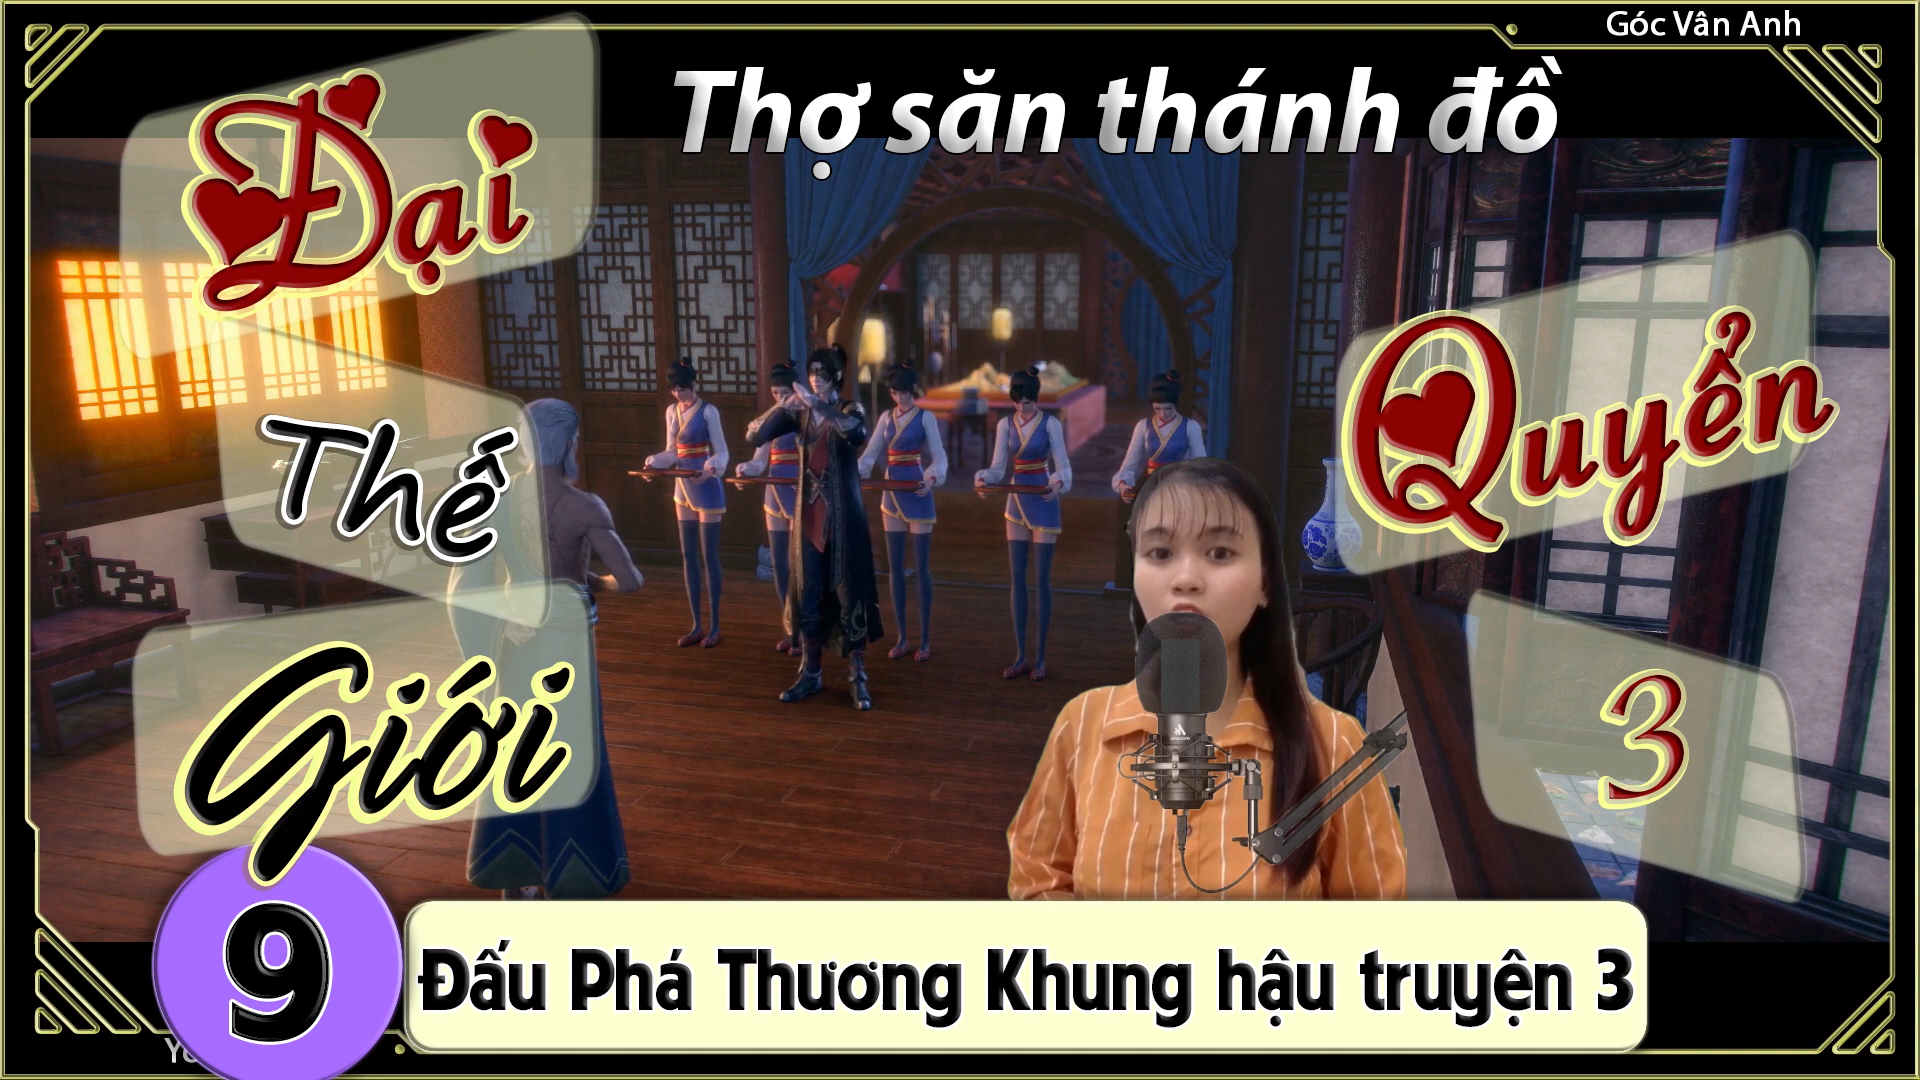 Góc Vân Anh
Thợ săn thánh đồ
Đại
Thế
Giới
Quyển
3
9
Đấu Phá Thương Khung hậu truyện 3